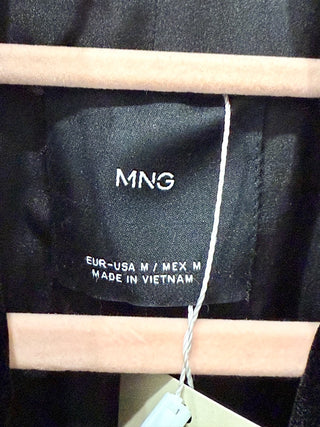 MNG
EUR-USA M / MEX M
MADE IN VIETNAM